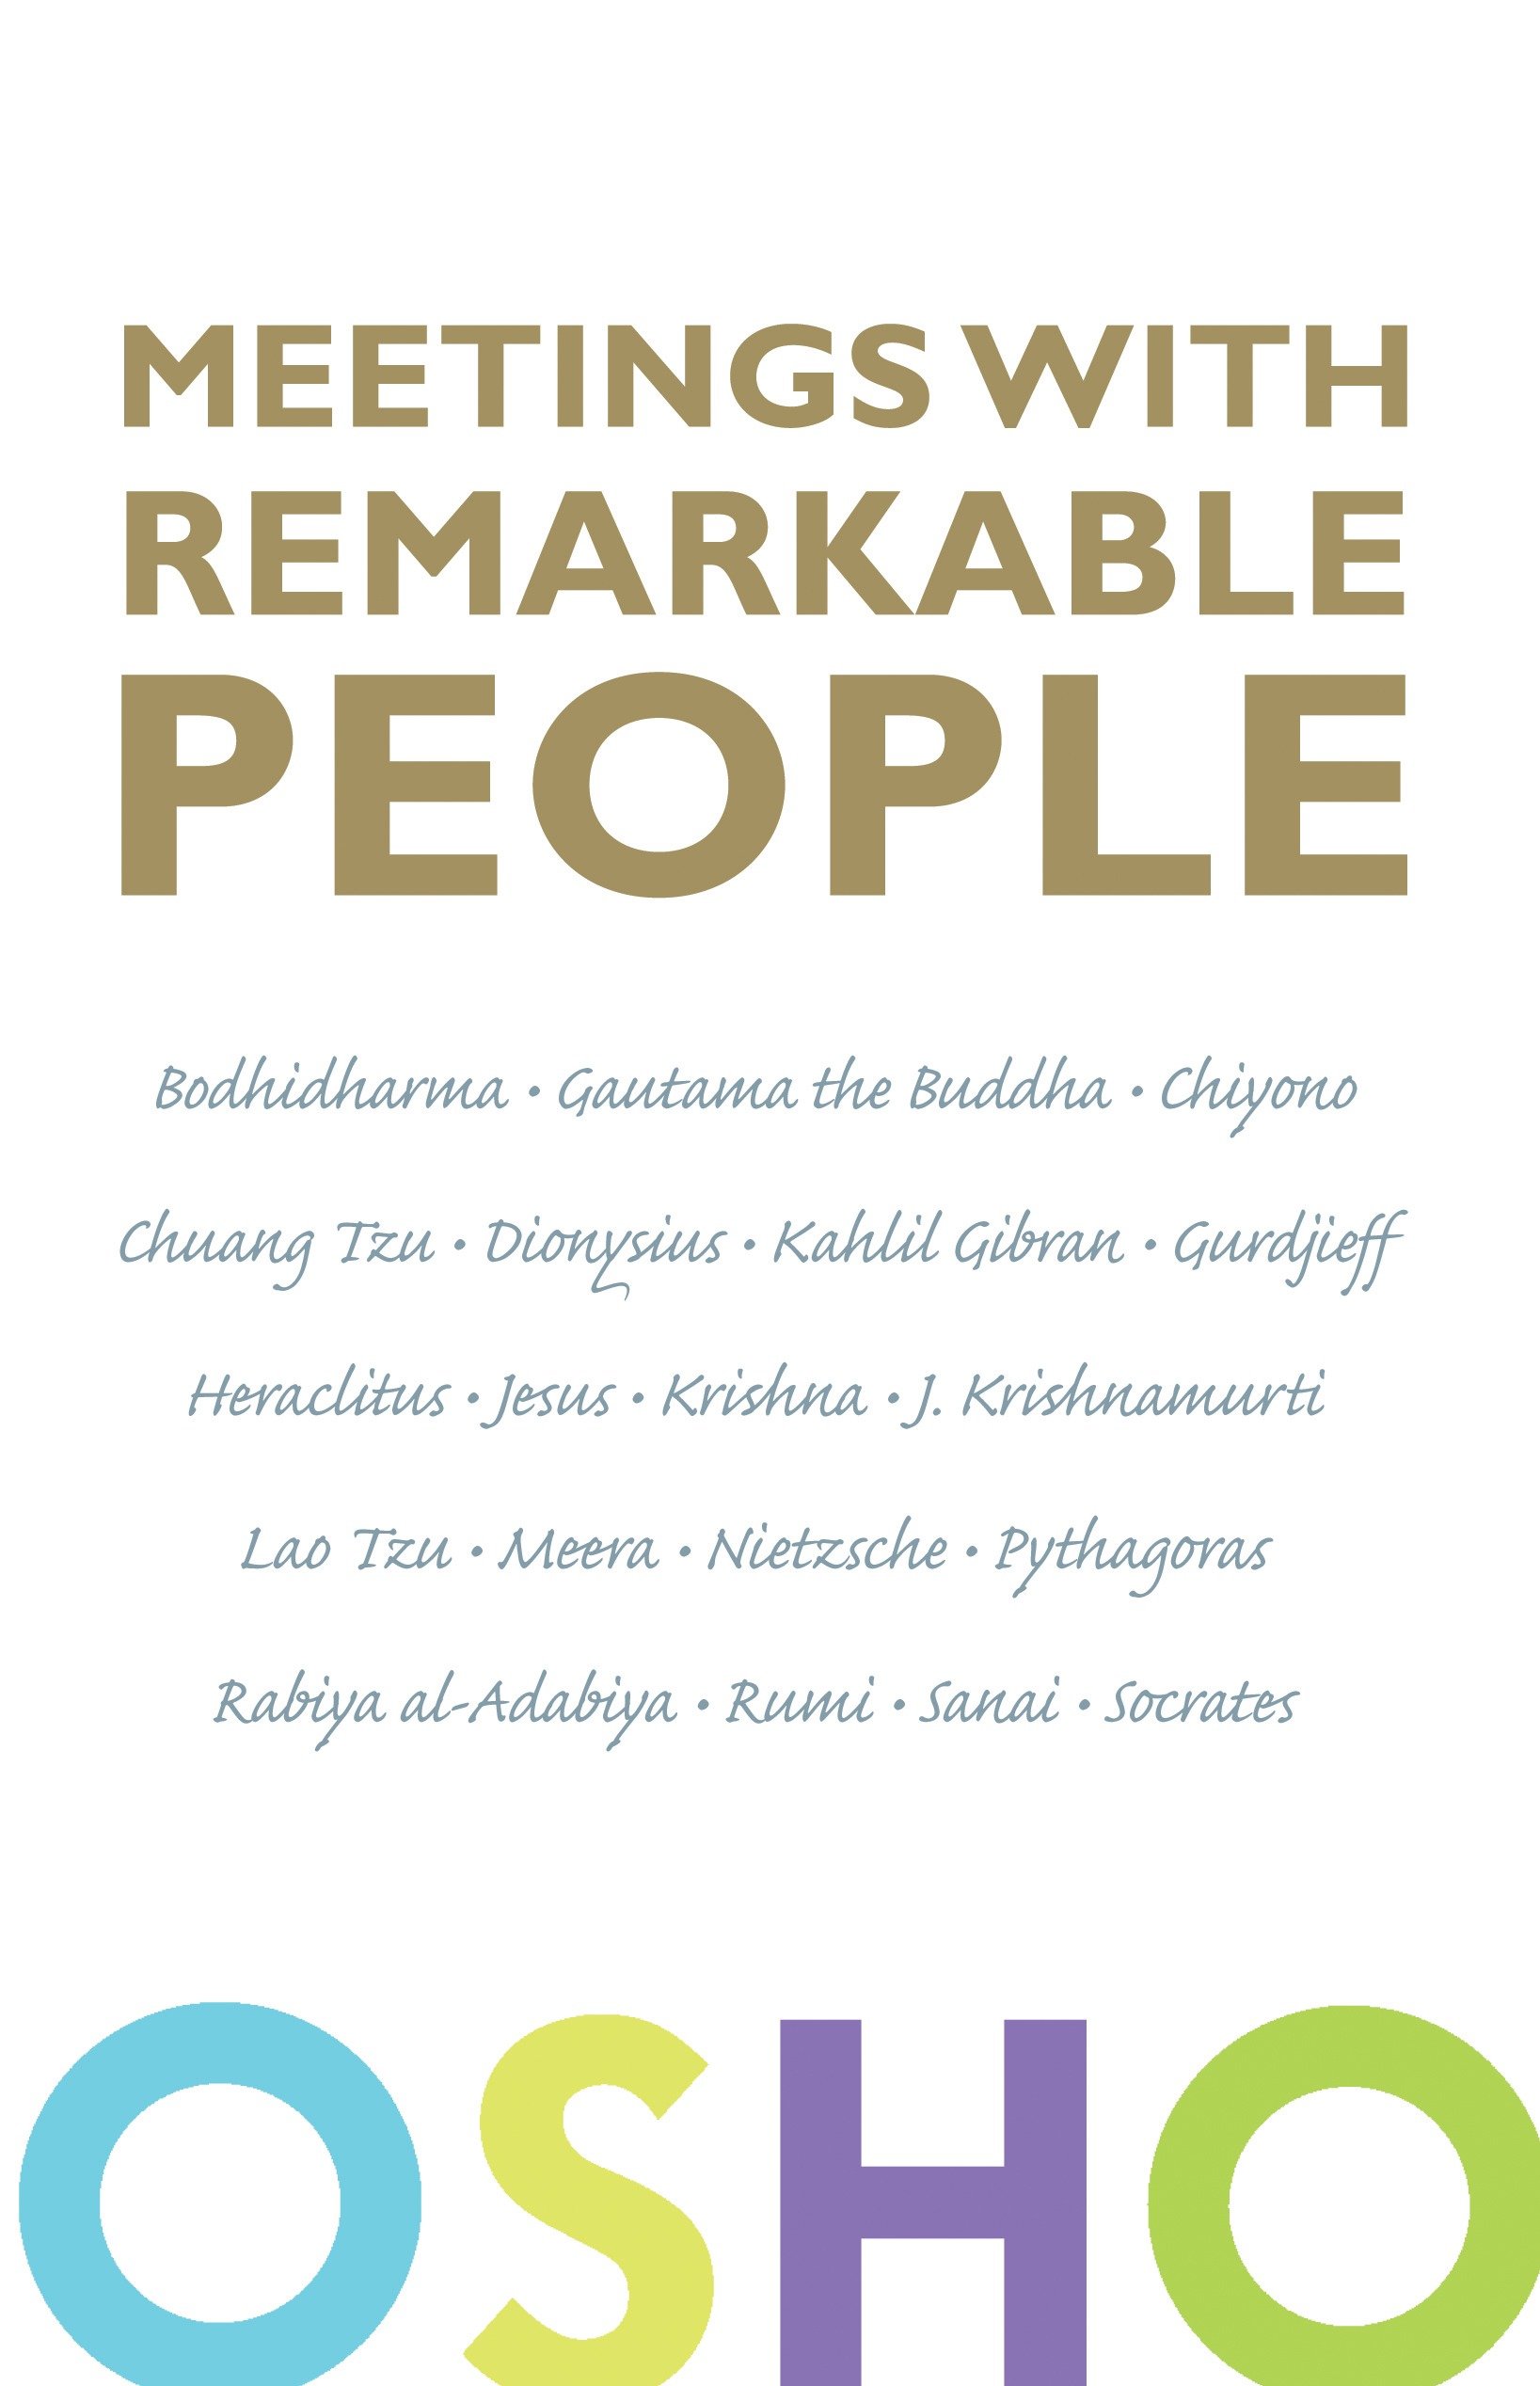 MEETINGS WITH
REMARKABLE
PEOPLE
Bodhidharma • Gautama the Buddha • Chiyono
Chuang Tzu • Dionysius • Kahlil Gibran • Gurdjieff
Heraclitus • Jesus • Krishna • J. Krishnamurti
Lao Tzu • Meera • Nietzsche • Pythagoras
Rabiya al-Adabiya • Rumi • Sanai • Socrates
OSHO